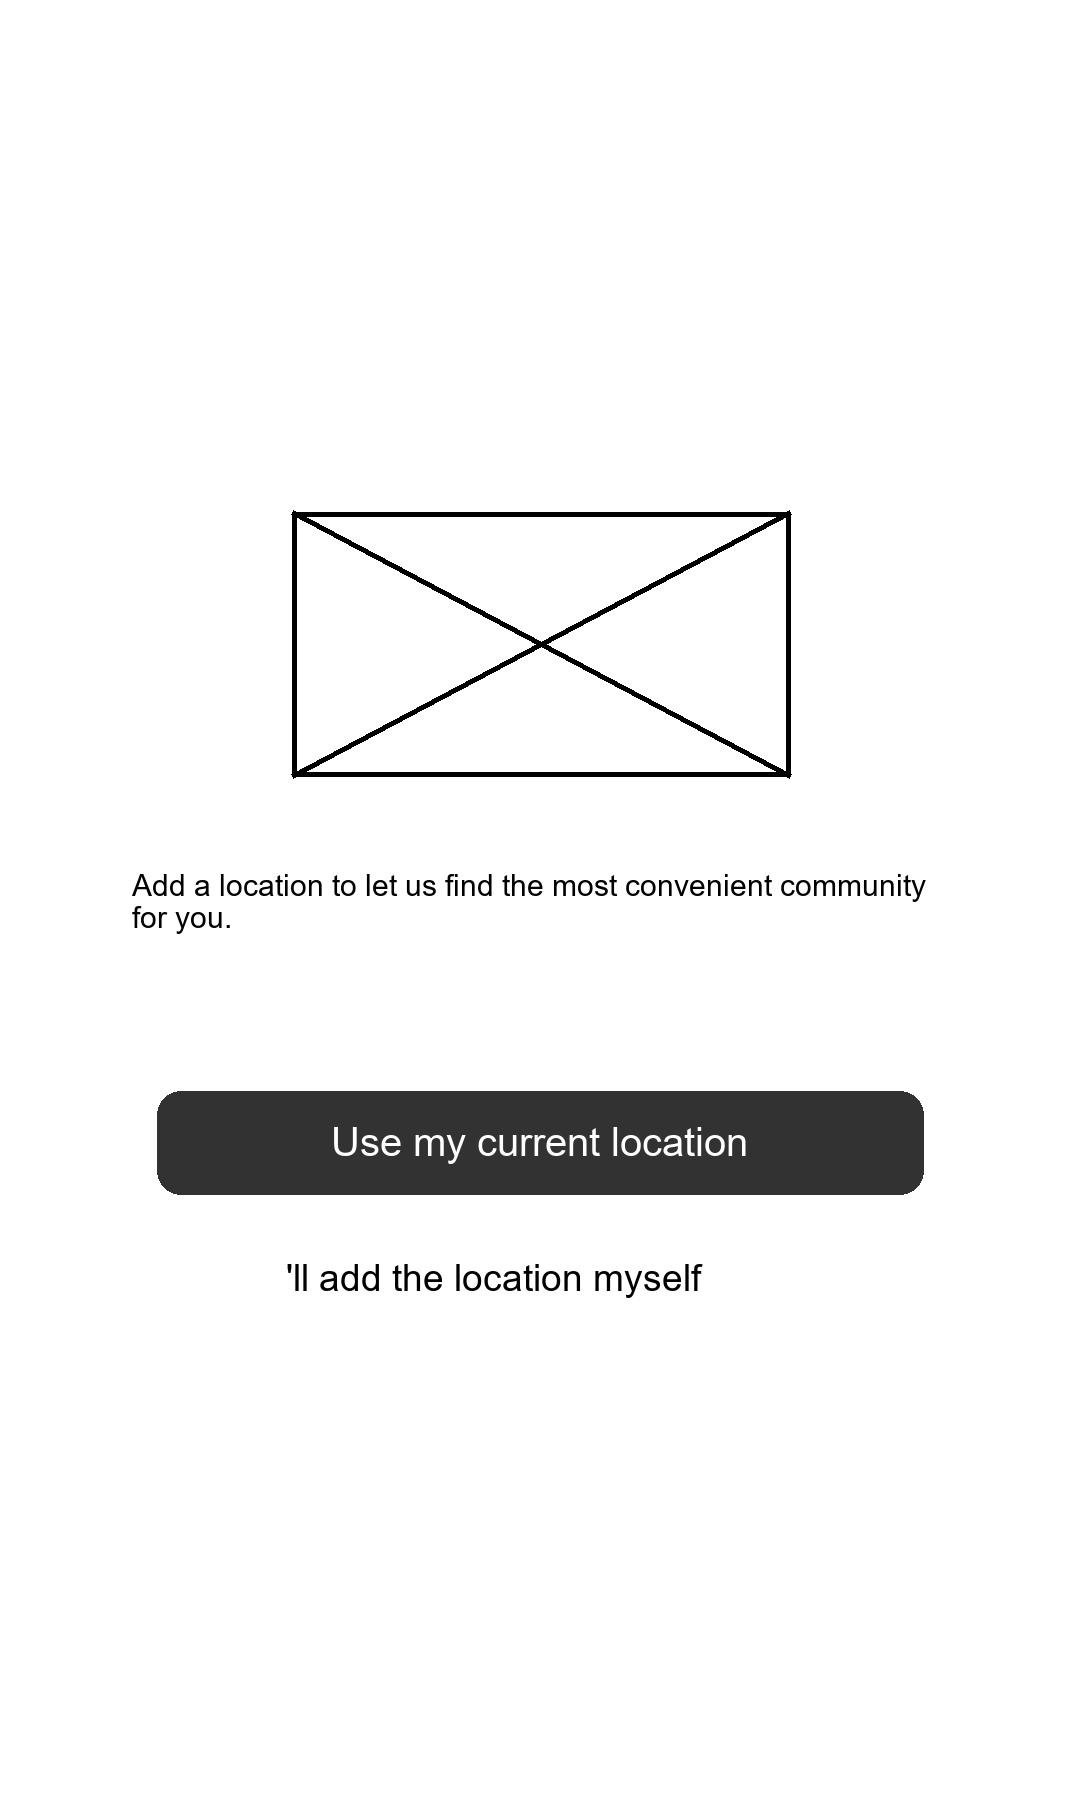 Add a location to let us find the most convenient community
for you.
Use my current location
'll add the location myself